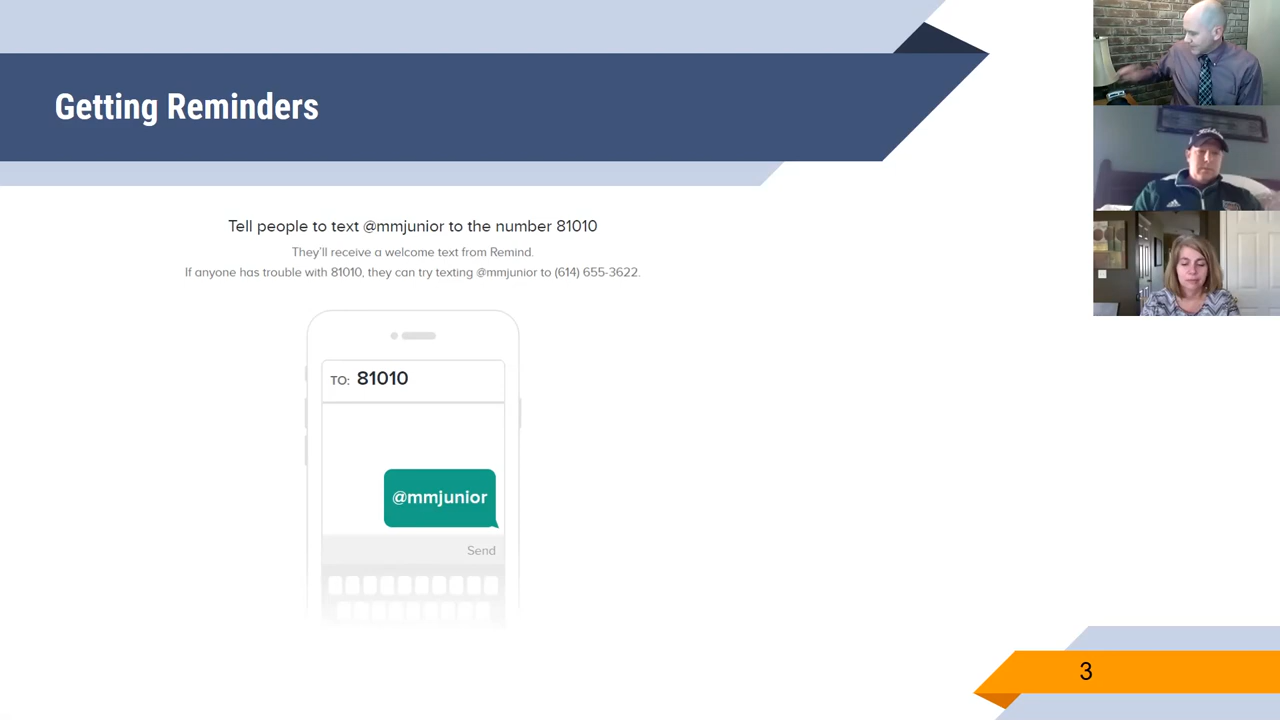 Getting Reminders
Tell people to text @mmjunior to the number 81010
They'll receive a welcome text from Remind.
If anyone has trouble with 81010, they can try texting @mmjunior to (614) 655-3622.
TO: 81010
@mmjunior
Send
3